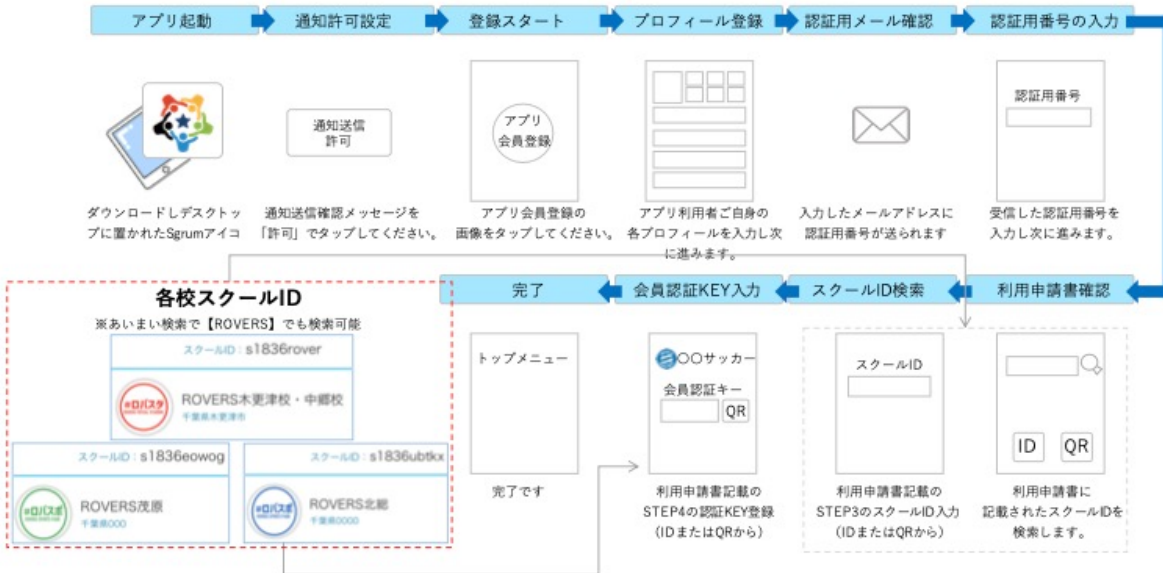 アプリ起動
通知許可設定
登録スタート
プロフィール登録
認証用メール確認
認証用番号の入力
通知送信
許可
アプリ
会員登録
認証用番号
ダウンロードしデスクトッ
プに置かれたSgrumアイコ
通知送信確認メッセージを
「許可」でタップしてください。
アプリ会員登録の
画像をタップしてください。
アプリ利用者ご自身の
各プロフィールを入力し次
に進みます。
入力したメールアドレスに
認証用番号が送られます
受信した認証用番号を
入力し次に進みます。
完了
会員認証KEY入力
スクールID検索
利用申請書確認
各校スクールID
※あいまい検索で【ROVERS】でも検索可能
スクールID：s1836rover
#ロバスタ
ROVERS木更津校・中郷校
千葉県木更津市
スクールID：s1836eowog
#ロバスポ
ROVERS茂原
千葉県000
スクールID：s1836ubtkx
#ロバスポ
ROVERS北総
千葉県0000
トップメニュー
完了です
〇〇サッカー
会員認証キー
QR
利用申請書記載の
STEP4の認証KEY登録
(IDまたはQRから)
スクールID
利用申請書記載の
STEP3のスクールID入力
(IDまたはQRから)
ID QR
利用申請書に
記載されたスクールIDを
検索します。